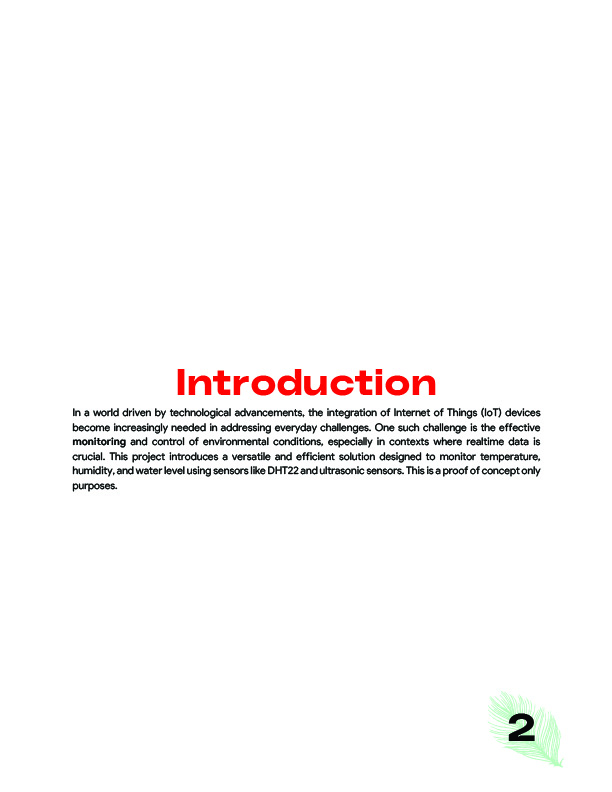 Introduction
In a world driven by technological advancements, the integration of Internet of Things (IoT) devices
become increasingly needed in addressing everyday challenges. One such challenge is the effective
monitoring and control of environmental conditions, especially in contexts where realtime data is
crucial. This project introduces a versatile and efficient solution designed to monitor temperature,
humidity, and water level using sensors like DHT22 and ultrasonic sensors. This is a proof of concept only
purposes.
2